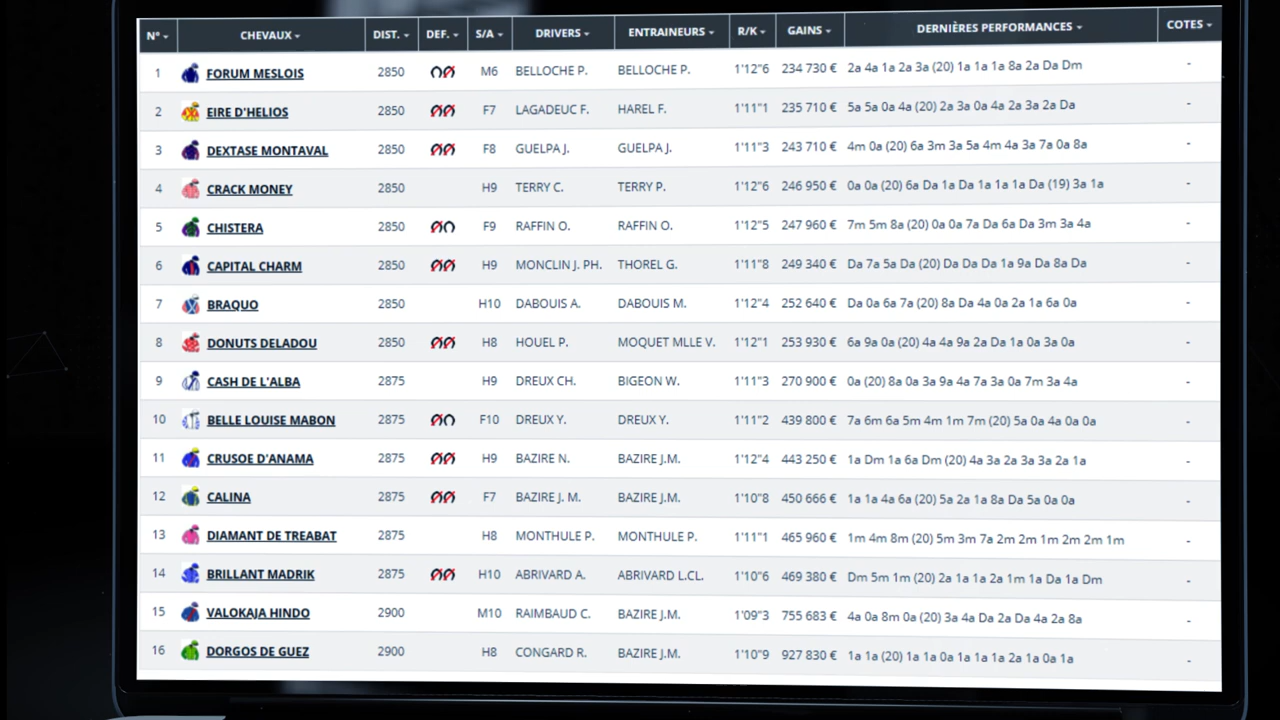 N° CHEVAUX DIST. DEF. S/A DRIVERS ENTRAINEURS R/K GAINS DERNIÈRES PERFORMANCES COTES
1 FORUM MESLOIS 2850 M6 BELLOCHE P. BELLOCHE P. 1'12"6 234 730 € 2a 4a 1a 2a 3a (20) 1a 1a 1a 8a 2a Da Dm -
2 EIRE D'HELIOS 2850 F7 LAGADEUC F. HAREL F. 1'11"1 235 710 € 5a 5a 0a 4a (20) 2a 3a 0a 4a 2a 3a 2a Da -
3 DEXTASE MONTAVAL 2850 F8 GUELPA J. GUELPA J. 1'11"3 243 710 € 4m 0a (20) 6a 3m 3a 5a 4m 4a 3a 7a 0a 8a -
4 CRACK MONEY 2850 H9 TERRY C. TERRY P. 1'12"6 246 950 € 0a 0a (20) 6a Da 1a Da 1a 1a 1a Da (19) 3a 1a -
5 CHISTERA 2850 F9 RAFFIN O. RAFFIN O. 1'12"5 247 960 € 7m 5m 8a (20) 0a 0a 7a Da 6a Da 3m 3a 4a -
6 CAPITAL CHARM 2850 H9 MONCLIN J. PH. THOREL G. 1'11"8 249 340 € Da 7a 5a Da (20) Da Da Da 1a 9a Da 8a Da -
7 BRAQUO 2850 H10 DABOUIS A. DABOUIS M. 1'12"4 252 640 € Da 0a 6a 7a (20) 8a Da 4a 0a 2a 1a 6a 0a -
8 DONUTS DELADOU 2850 H8 HOUEL P. MOQUET MLLE V. 1'12"1 253 930 € 6a 9a 0a (20) 4a 4a 9a 2a Da 1a 0a 3a 0a -
9 CASH DE L'ALBA 2875 H9 DREUX CH. BIGEON W. 1'11"3 270 900 € 0a (20) 8a 0a 3a 9a 4a 7a 3a 0a 7m 3a 4a -
10 BELLE LOUISE MABON 2875 F10 DREUX Y. DREUX Y. 1'11"2 439 800 € 7a 6m 6a 5m 4m 1m 7m (20) 5a 0a 4a 0a 0a -
11 CRUSOE D'ANAMA 2875 H9 BAZIRE N. BAZIRE J.M. 1'12"4 443 250 € 1a Dm 1a 6a Dm (20) 4a 3a 2a 3a 3a 2a 1a -
12 CALINA 2875 F7 BAZIRE J. M. BAZIRE J.M. 1'10"8 450 666 € 1a 1a 4a 6a (20) 5a 2a 1a 8a Da 5a 0a 0a -
13 DIAMANT DE TREABAT 2875 H8 MONTHULE P. MONTHULE P. 1'11"1 465 960 € 1m 4m 8m (20) 5m 3m 7a 2m 2m 1m 2m 2m 1m -
14 BRILLANT MADRIK 2875 H10 ABRIVARD A. ABRIVARD L.CL. 1'10"6 469 380 € Dm 5m 1m (20) 2a 1a 1a 2a 1m 1a Da 1a Dm -
15 VALOKAJA HINDO 2900 M10 RAIMBAUD C. BAZIRE J.M. 1'09"3 755 683 € 4a 0a 8m 0a (20) 3a 4a Da 2a Da 4a 2a 8a -
16 DORGOS DE GUEZ 2900 H8 CONGARD R. BAZIRE J.M. 1'10"9 927 830 € 1a 1a (20) 1a 1a 0a 1a 1a 1a 2a 1a 0a 1a -